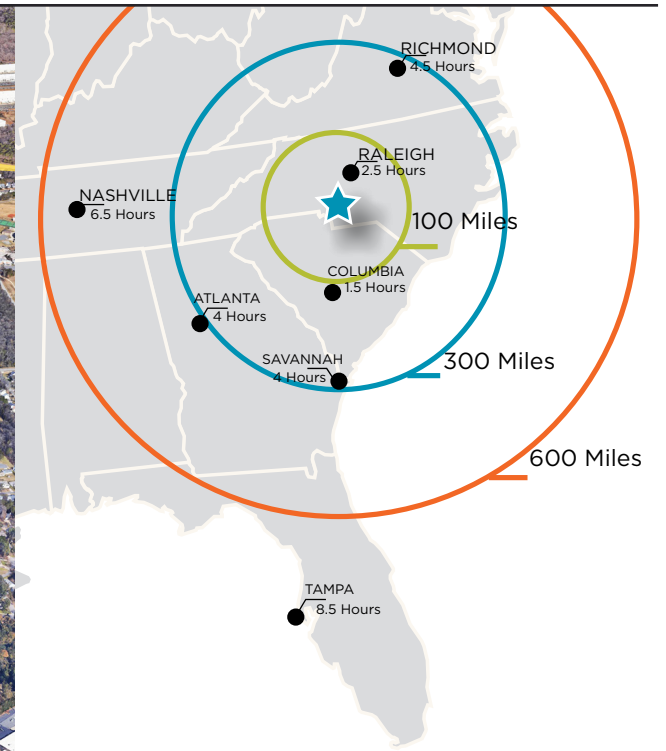 RICHMOND
4.5 Hours
RALEIGH
2.5 Hours
NASHVILLE
6.5 Hours
100 Miles
COLUMBIA
1.5 Hours
ATLANTA
4 Hours
SAVANNAH
4 Hours
300 Miles
600 Miles
TAMPA
8.5 Hours